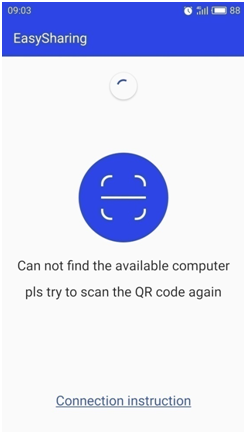 09:03 88
EasySharing
Can not find the available computer
pls try to scan the QR code again
Connection instruction